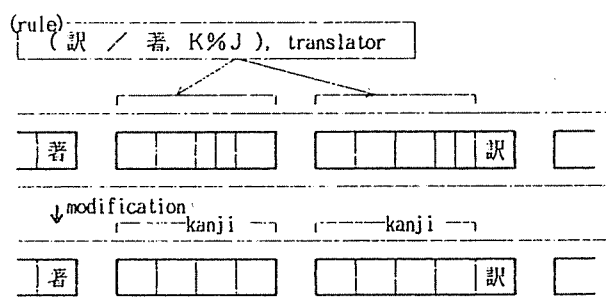 (rule)
( 訳 / 著, K%J ), translator
著 訳
modification
kanji kanji
著 訳